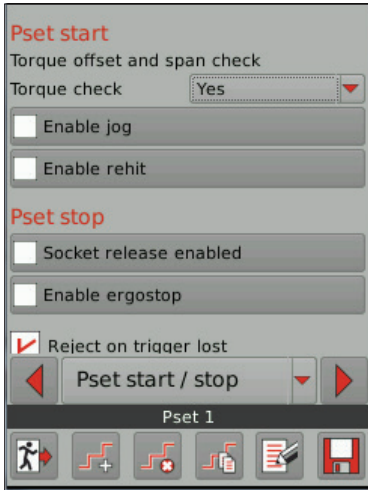 Pset start
Torque offset and span check
Torque check Yes
Enable jog
Enable rehit
Pset stop
Socket release enabled
Enable ergostop
Reject on trigger lost
Pset start / stop
Pset 1